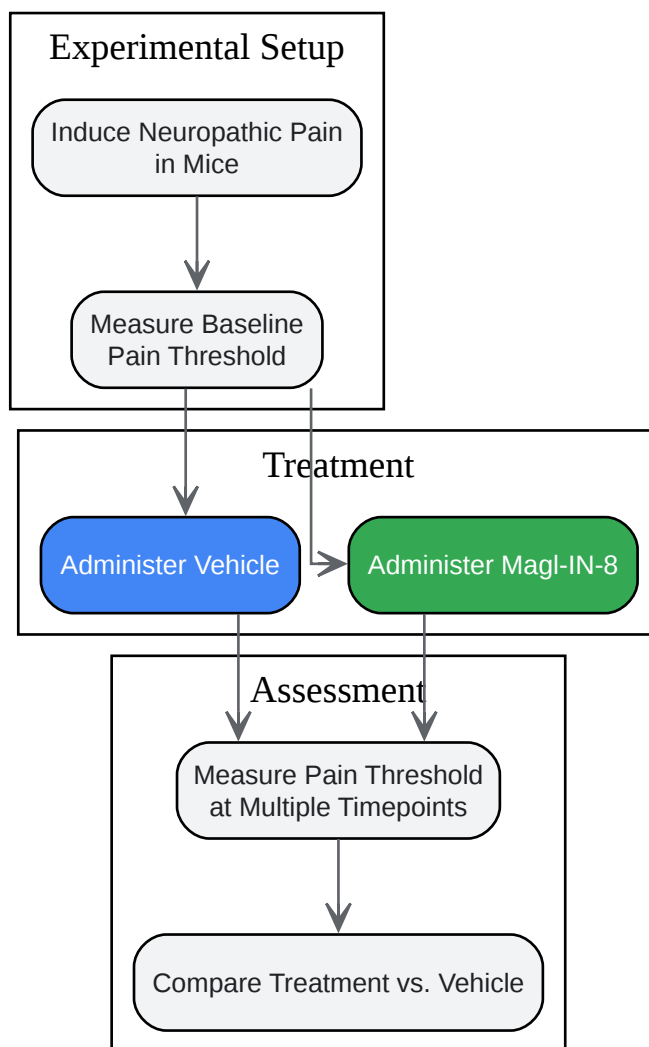 Experimental Setup
Induce Neuropathic Pain
in Mice
Measure Baseline
Pain Threshold
Treatment
Administer Vehicle
Administer Magl-IN-8
Assessment
Measure Pain Threshold
at Multiple Timepoints
Compare Treatment vs. Vehicle